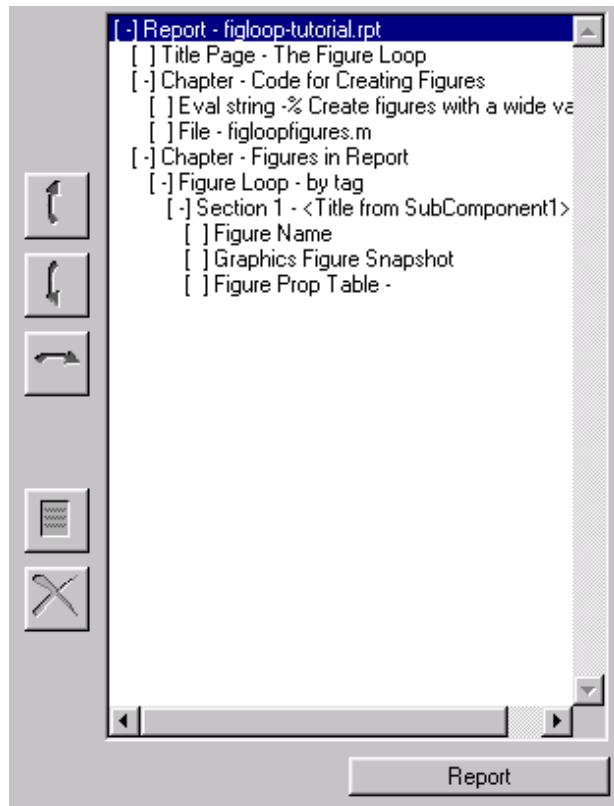 [-] Report - figloop-tutorial.rpt
[ ] Title Page - The Figure Loop
[-] Chapter - Code for Creating Figures
[ ] Eval string -% Create figures with a wide va
[ ] File - figloopfigures.m
[-] Chapter - Figures in Report
[-] Figure Loop - by tag
[-] Section 1 - <Title from SubComponent1>
[ ] Figure Name
[ ] Graphics Figure Snapshot
[ ] Figure Prop Table -
Report